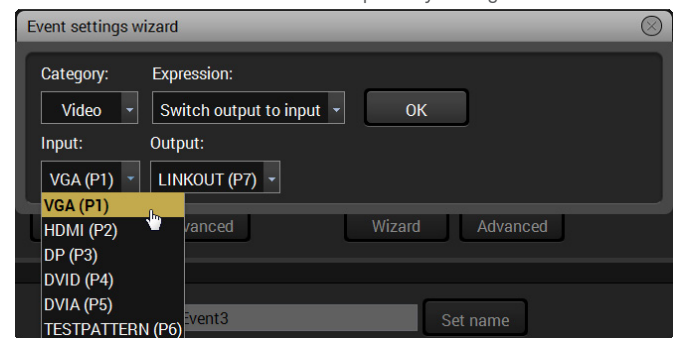 Event settings wizard
Category: Expression:
Video Switch output to input OK
Input: Output:
VGA (P1) LINKOUT (P7)
VGA (P1)
HDMI (P2) vanced Wizard Advanced
DP (P3)
DVID (P4)
DVIA (P5)
TESTPATTERN (P6) Event3 Set name